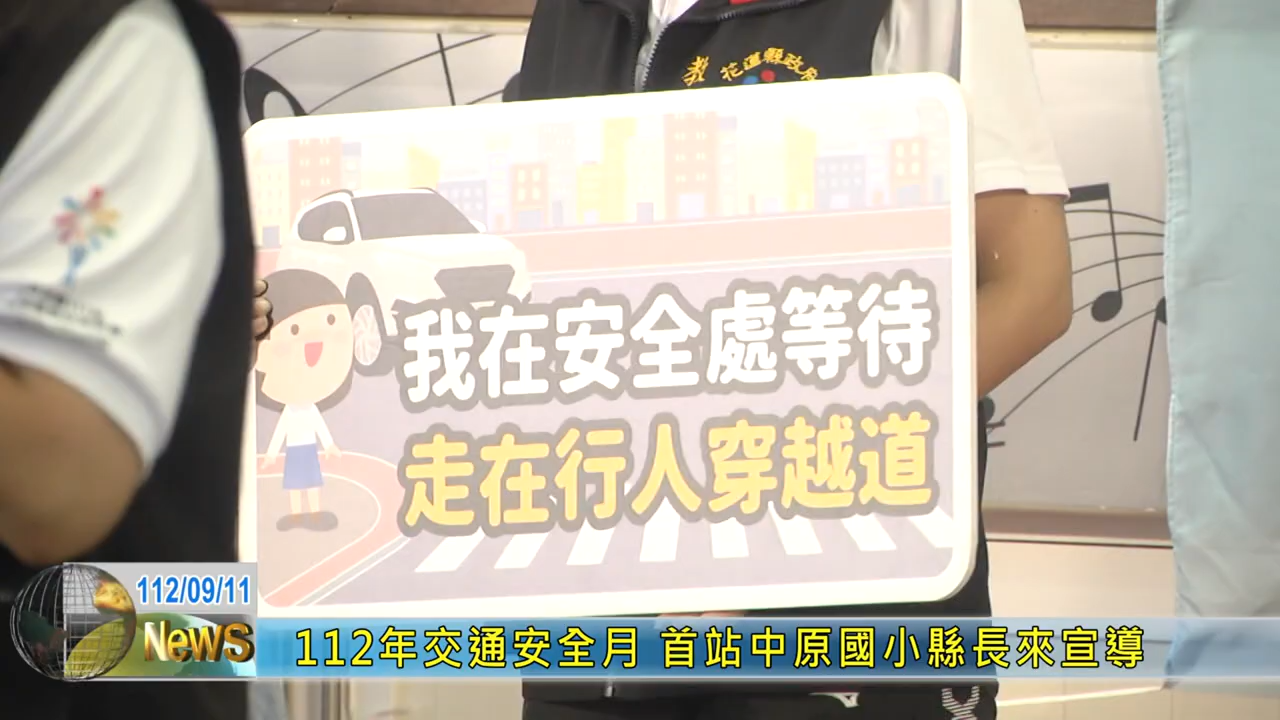 花蓮縣政府
我在安全處等待
走在行人穿越道
112/09/11
News
112年交通安全月 首站中原國小縣長來宣導